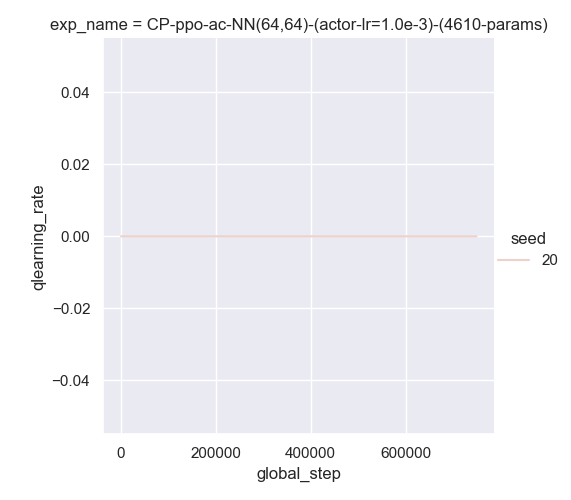 exp_name = CP-ppo-ac-NN(64,64)-(actor-lr=1.0e-3)-(4610-params)
0.04
0.02
0.00
−0.02
−0.04
qlearning_rate
seed
20
0
200000
400000
600000
global_step